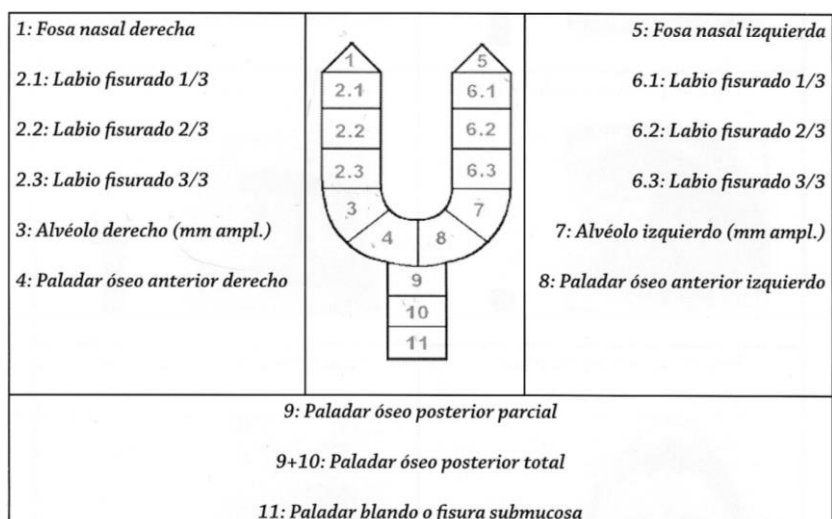 1: Fosa nasal derecha
2.1: Labio fisurado 1/3
2.2: Labio fisurado 2/3
2.3: Labio fisurado 3/3
3: Alvéolo derecho (mm ampl.)
4: Paladar óseo anterior derecho
1
2.1
2.2
2.3
3
4
5
6.1
6.2
6.3
7
8
9
10
11
5: Fosa nasal izquierda
6.1: Labio fisurado 1/3
6.2: Labio fisurado 2/3
6.3: Labio fisurado 3/3
7: Alvéolo izquierdo (mm ampl.)
8: Paladar óseo anterior izquierdo
9: Paladar óseo posterior parcial
9+10: Paladar óseo posterior total
11: Paladar blando o fisura submucosa